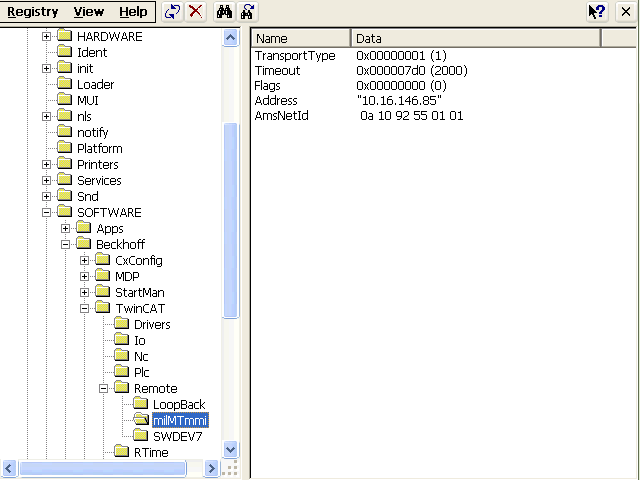 Registry View Help
HARDWARE
Ident
init
Loader
MUI
nls
notify
Platform
Printers
Services
Snd
SOFTWARE
Apps
Beckhoff
CxConfig
MDP
StartMan
TwinCAT
Drivers
Io
Nc
Plc
Remote
LoopBack
milMTmmi
SWDEV7
RTime
Name Data
TransportType 0x00000001 (1)
Timeout 0x000007d0 (2000)
Flags 0x00000000 (0)
Address "10.16.146.85"
AmsNetId 0a 10 92 55 01 01